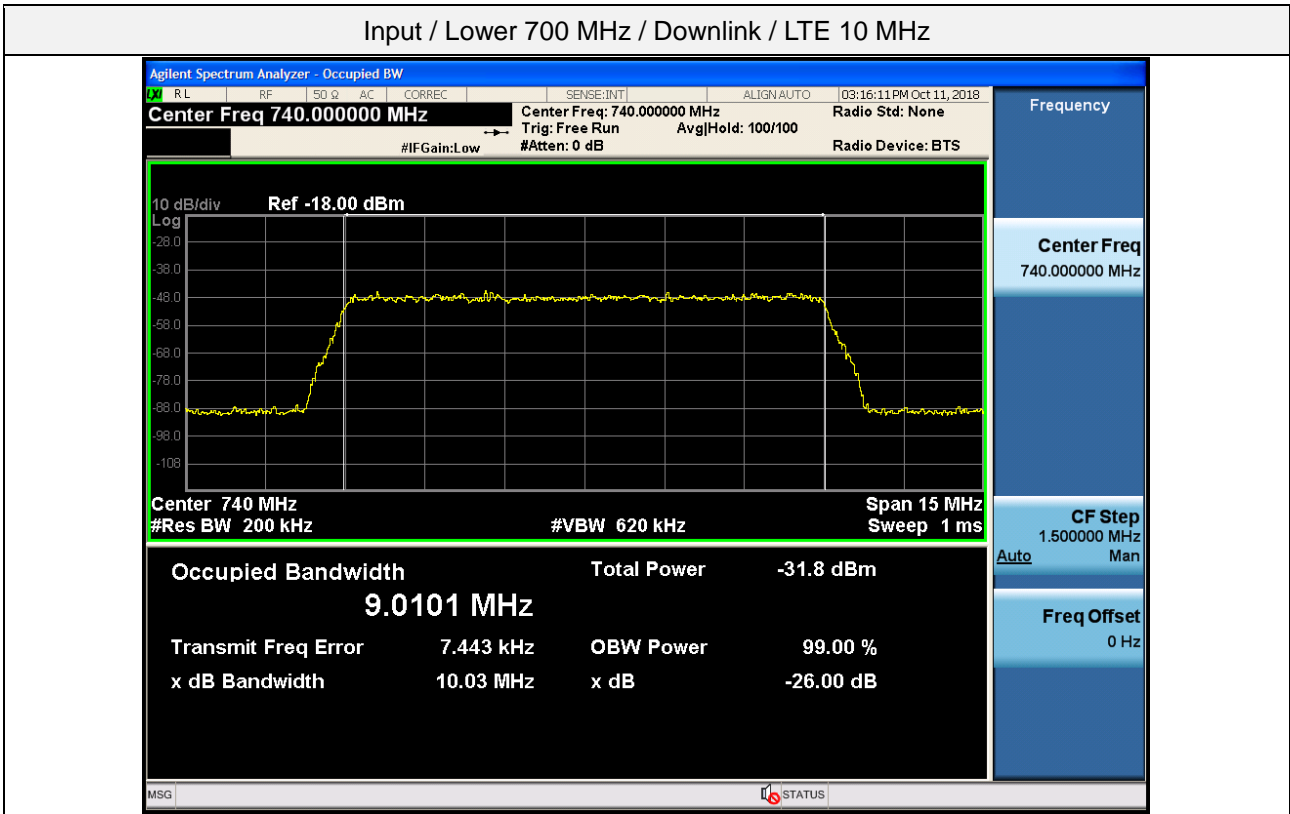 Input / Lower 700 MHz / Downlink / LTE 10 MHz
Agilent Spectrum Analyzer - Occupied BW
LXI RL RF 50 Ω AC CORREC SENSE:INT ALIGN AUTO 03:16:11 PM Oct 11, 2018
Center Freq 740.000000 MHz
Center Freq: 740.000000 MHz
Radio Std: None
Trig: Free Run Avg|Hold: 100/100
#IFGain:Low
#Atten: 0 dB
Radio Device: BTS
Frequency
10 dB/div Ref -18.00 dBm
Log
-28.0
-38.0
-48.0
-58.0
-68.0
-78.0
-88.0
-98.0
-108
Center Freq
740.000000 MHz
Center 740 MHz Span 15 MHz
#Res BW 200 kHz #VBW 620 kHz Sweep 1 ms
CF Step
1.500000 MHz
Auto Man
Occupied Bandwidth Total Power -31.8 dBm
9.0101 MHz
Transmit Freq Error 7.443 kHz OBW Power 99.00 %
x dB Bandwidth 10.03 MHz x dB -26.00 dB
Freq Offset
0 Hz
MSG STATUS